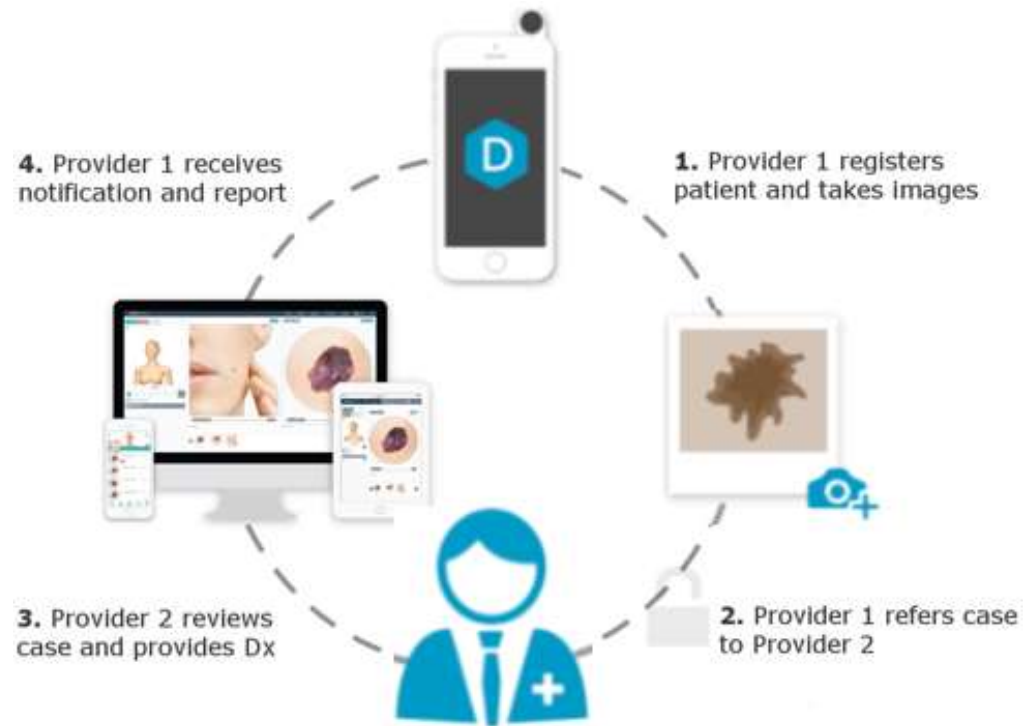 D
1. Provider 1 registers
patient and takes images
2. Provider 1 refers case
to Provider 2
3. Provider 2 reviews
case and provides Dx
4. Provider 1 receives
notification and report